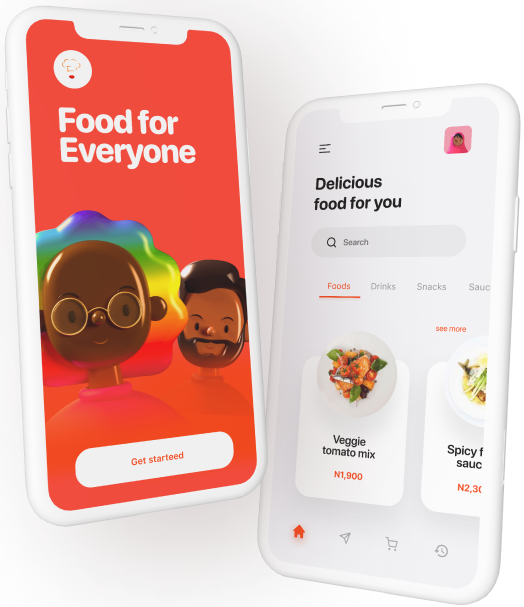 Food for
Everyone
Get starteed
Delicious
food for you
Search
Foods Drinks Snacks Sauc
see more
Veggie
tomato mix
N1,900
Spicy f
sauc
N2,30